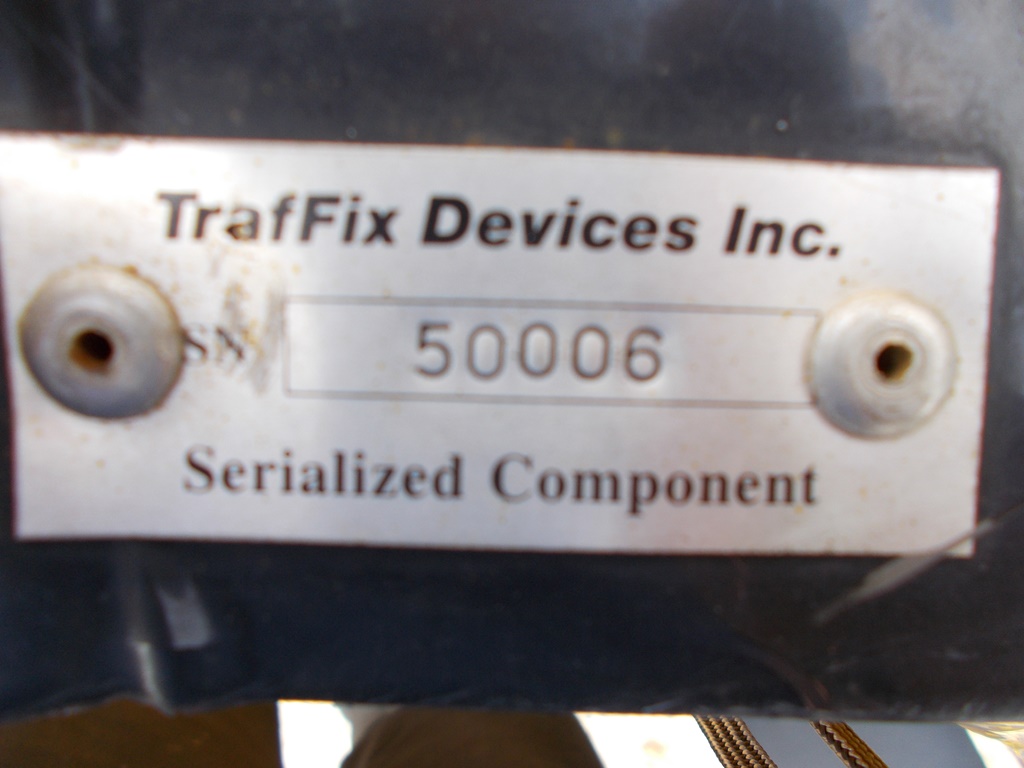 TrafFix Devices Inc.
SN 50006
Serialized Component